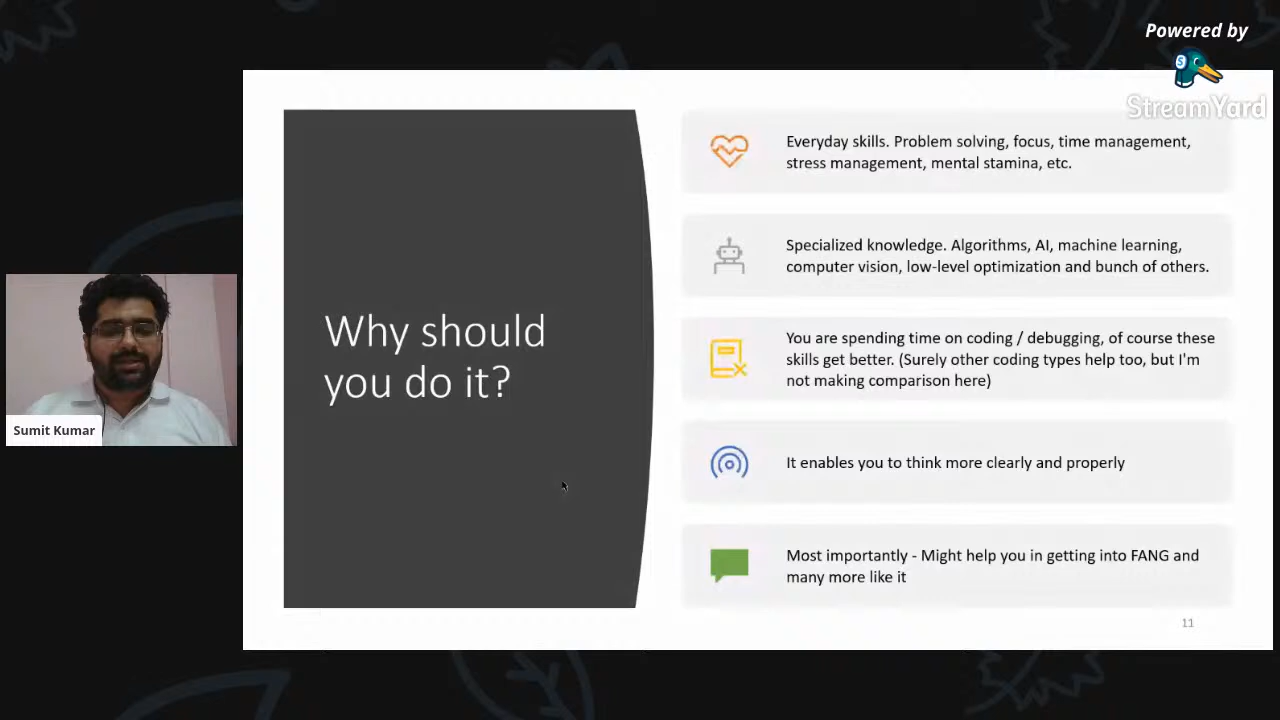 Powered by
StreamYard
Why should
you do it?
Everyday skills. Problem solving, focus, time management,
stress management, mental stamina, etc.
Specialized knowledge. Algorithms, AI, machine learning,
computer vision, low-level optimization and bunch of others.
You are spending time on coding / debugging, of course these
skills get better. (Surely other coding types help too, but I'm
not making comparison here)
It enables you to think more clearly and properly
Most importantly - Might help you in getting into FANG and
many more like it
11
Sumit Kumar